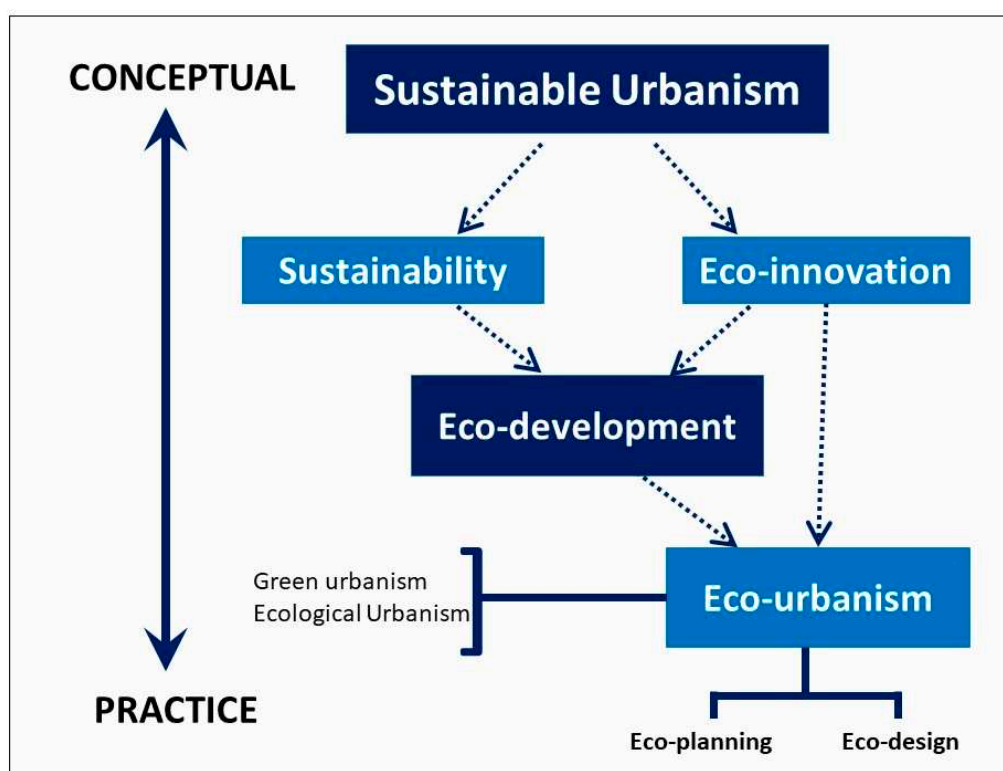 CONCEPTUAL
Sustainable Urbanism
Sustainability
Eco-innovation
Eco-development
Green urbanism
Ecological Urbanism
Eco-urbanism
PRACTICE
Eco-planning
Eco-design